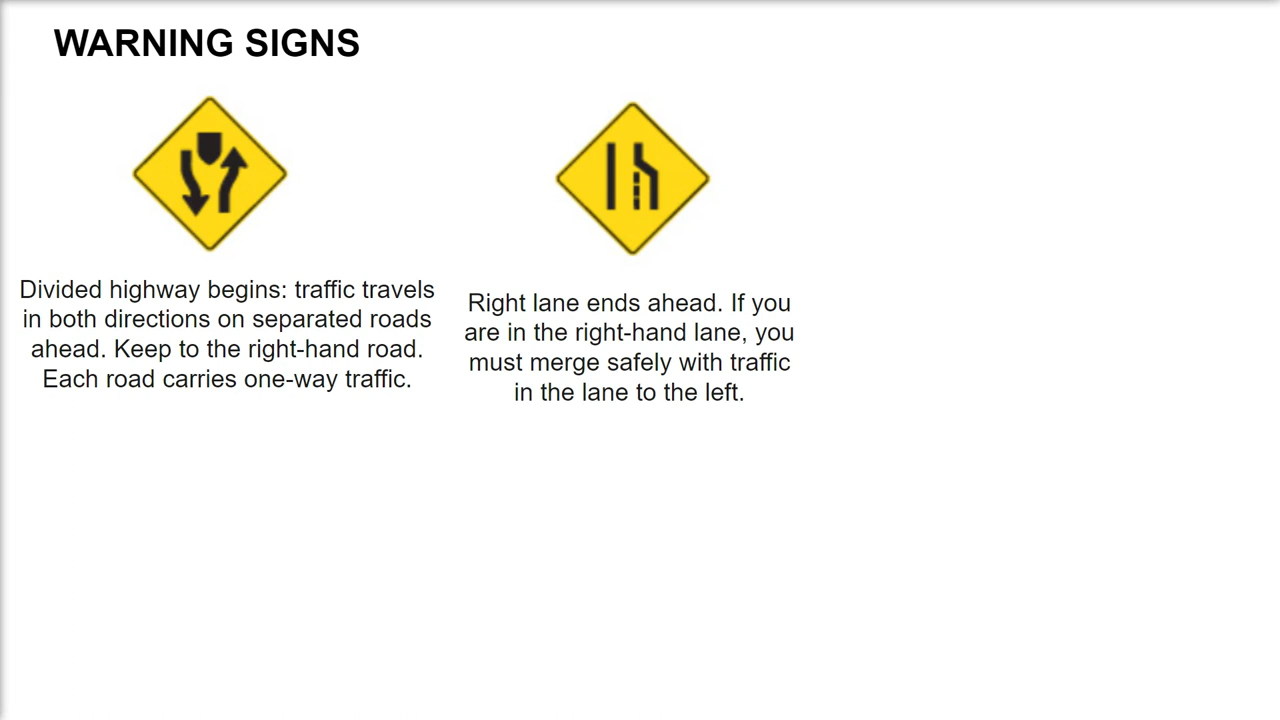 WARNING SIGNS
Divided highway begins: traffic travels
in both directions on separated roads
ahead. Keep to the right-hand road.
Each road carries one-way traffic.
Right lane ends ahead. If you
are in the right-hand lane, you
must merge safely with traffic
in the lane to the left.